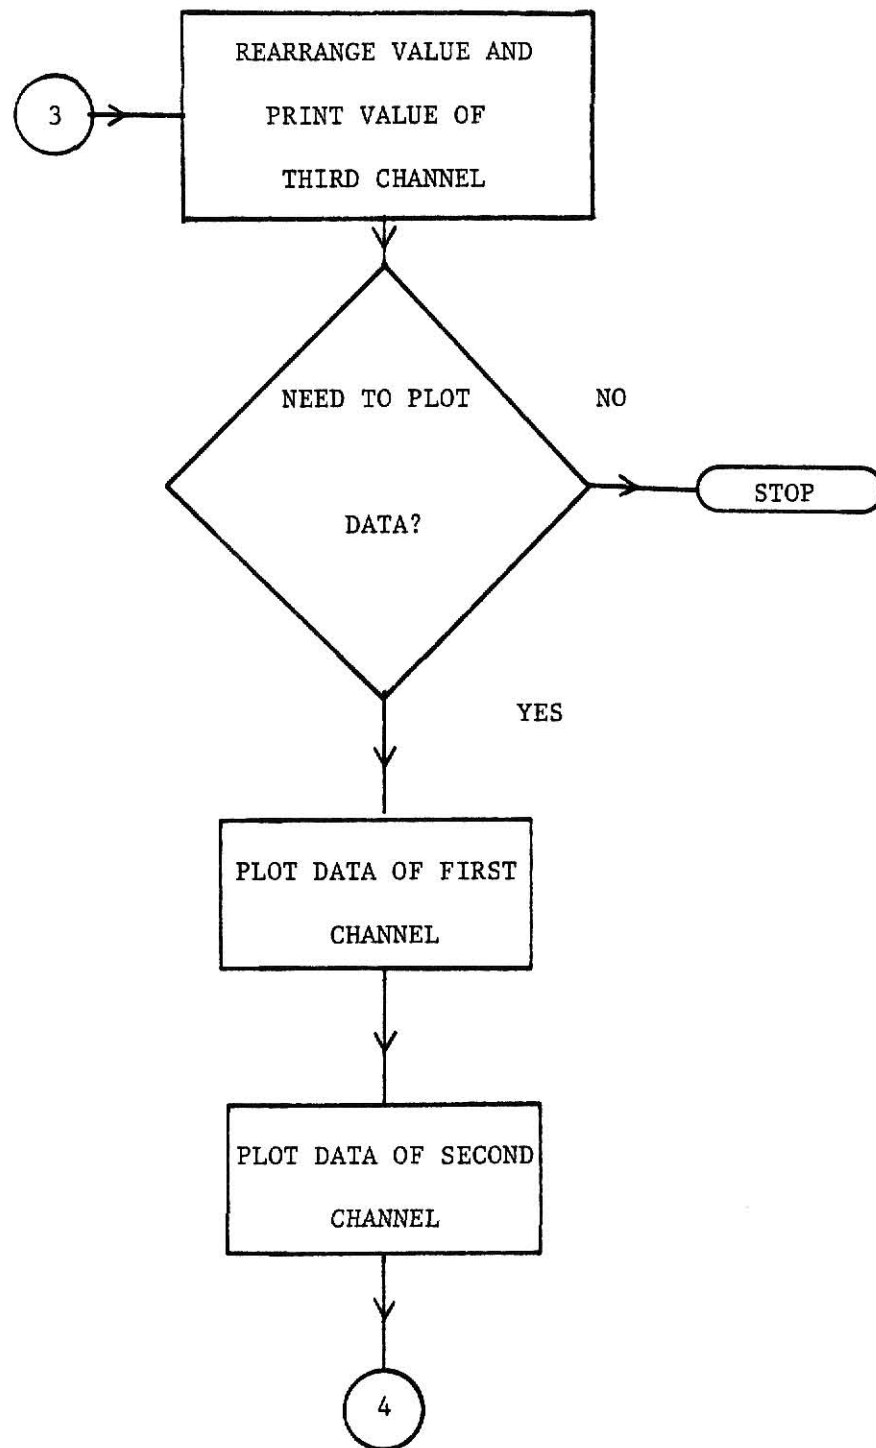 REARRANGE VALUE AND
3
PRINT VALUE OF
THIRD CHANNEL
NEED TO PLOT
NO
STOP
DATA?
YES
PLOT DATA OF FIRST
CHANNEL
PLOT DATA OF SECOND
CHANNEL
4